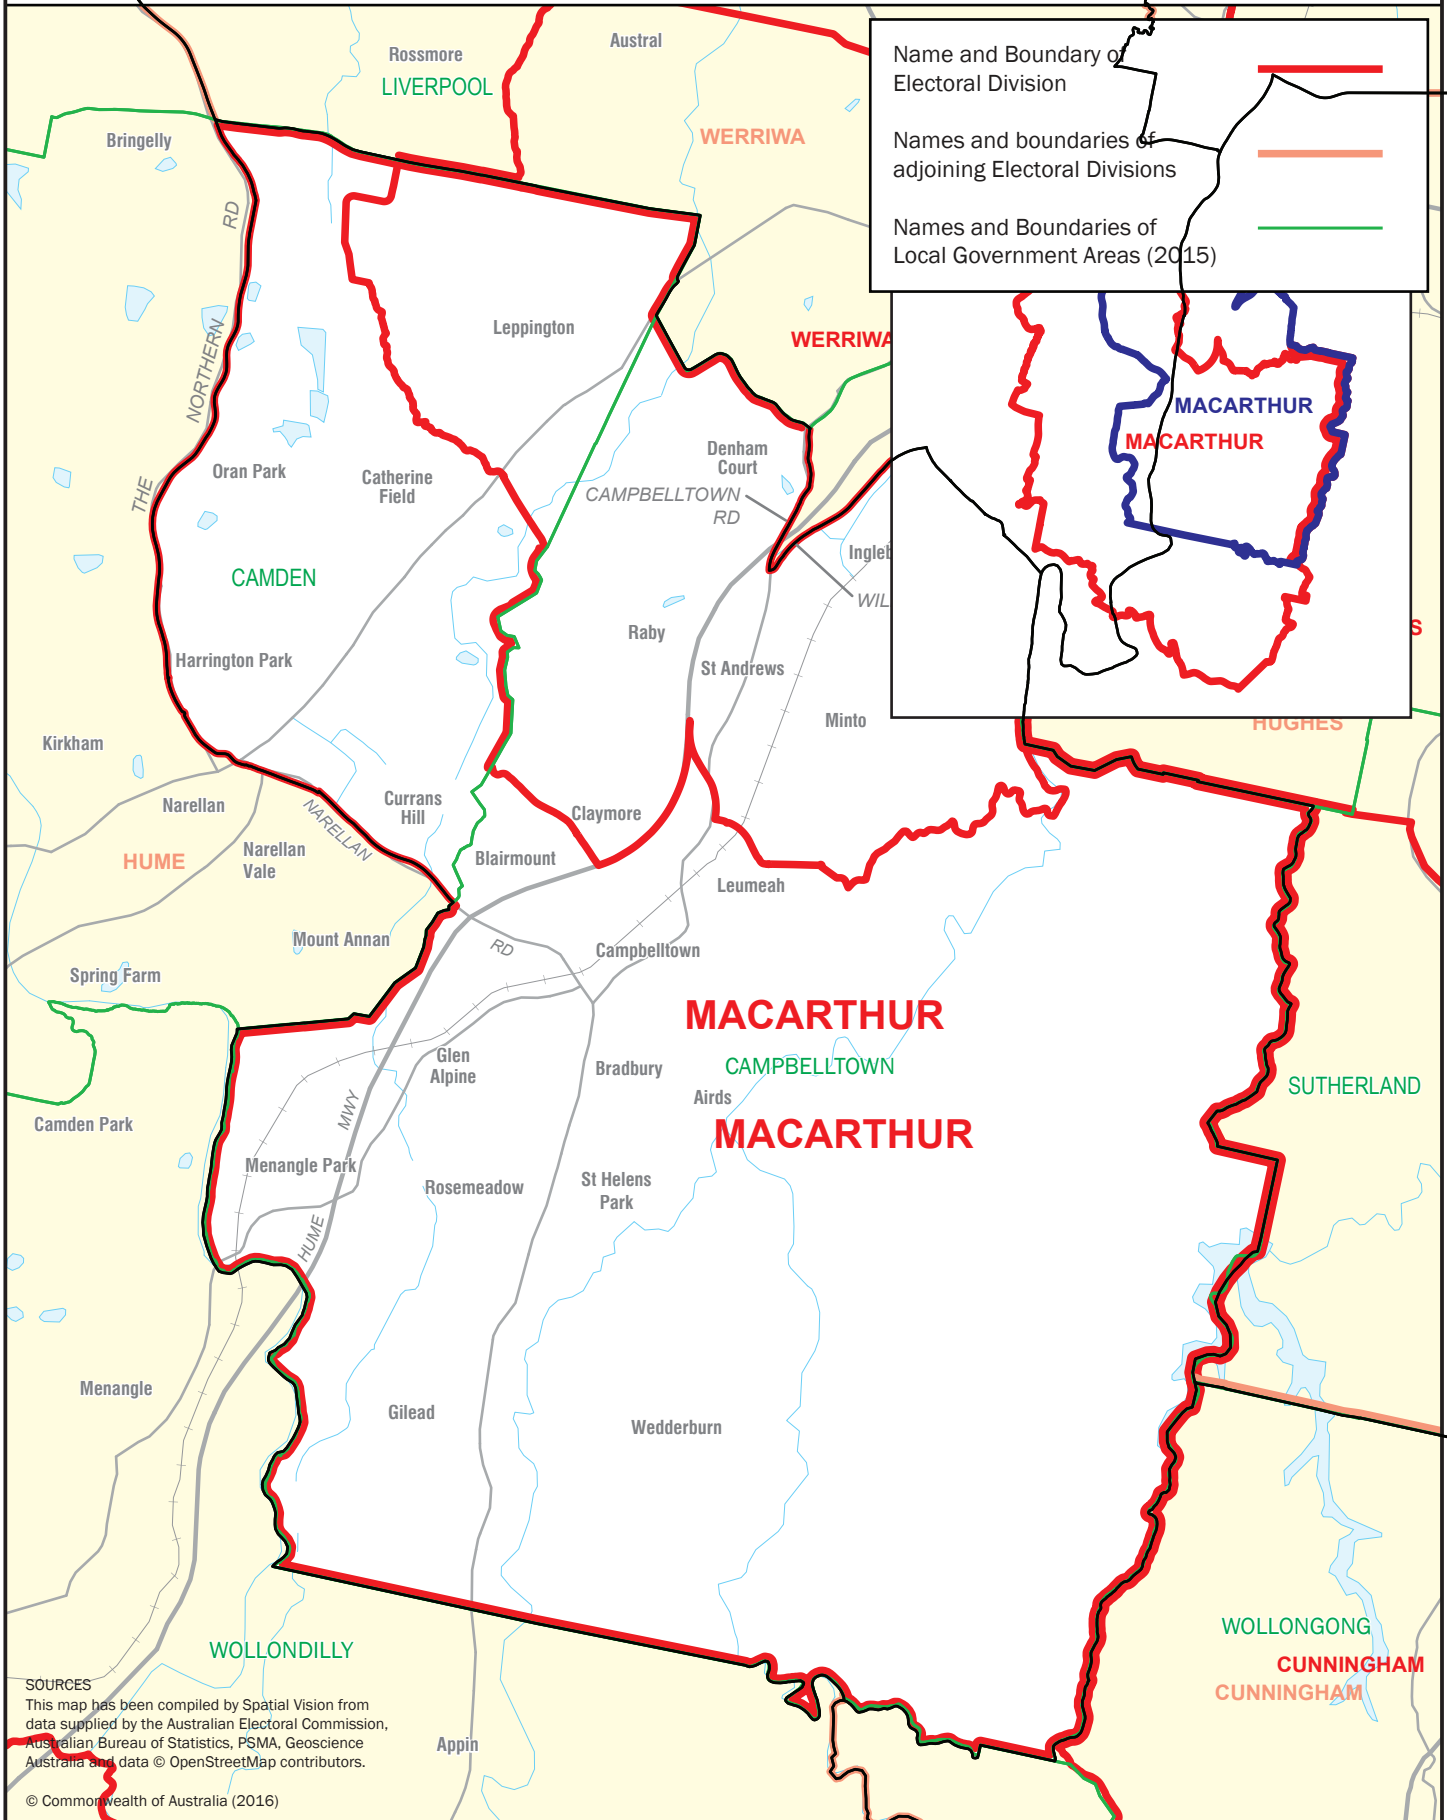 Rossmore
Austral
LIVERPOOL
Name and Boundary of
Electoral Division
Bringelly
WERRIWA
Names and boundaries of
adjoining Electoral Divisions
RD
Names and Boundaries of
Local Government Areas (2015)
Leppington
WERRIWA
NORTHERN
MACARTHUR
MACARTHUR
Denham
Court
Oran Park
Catherine
Field
THE
CAMPBELLTOWN
RD
Ingleb
CAMDEN
WIL
Raby
S
Harrington Park
St Andrews
Minto
HUGHES
Kirkham
Narellan
Currans
Hill
Claymore
NARELLAN
HUME
Narellan
Vale
Blairmount
Leumeah
Mount Annan
RD
Campbelltown
Spring Farm
MACARTHUR
Glen
Alpine
Bradbury
CAMPBELLTOWN
SUTHERLAND
Airds
Camden Park
MWY
MACARTHUR
Menangle Park
Rosemeadow
St Helens
Park
HUME
Menangle
Gilead
Wedderburn
WOLLONDILLY
WOLLONGONG
CUNNINGHAM
CUNNINGHAM
SOURCES
This map has been compiled by Spatial Vision from
data supplied by the Australian Electoral Commission,
Australian Bureau of Statistics, PSMA, Geoscience
Australia and data © OpenStreetMap contributors.
Appin
© Commonwealth of Australia (2016)